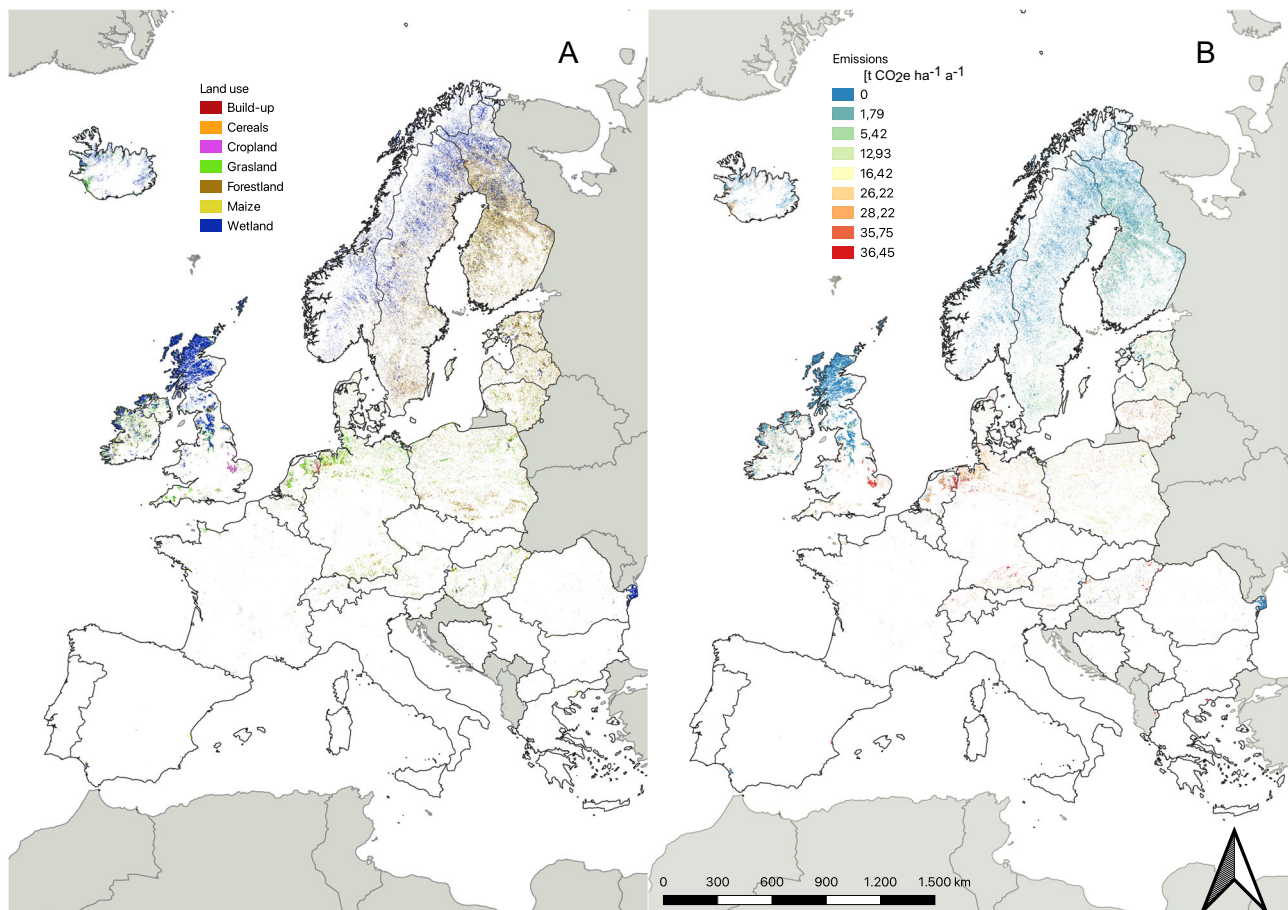 A
Land use
Build-up
Cereals
Cropland
Grasland
Forestland
Maize
Wetland
B
Emissions
[t CO2e ha-1 a-1
0
1,79
5,42
12,93
16,42
26,22
28,22
35,75
36,45
0 300 600 900 1,200 1.500 km